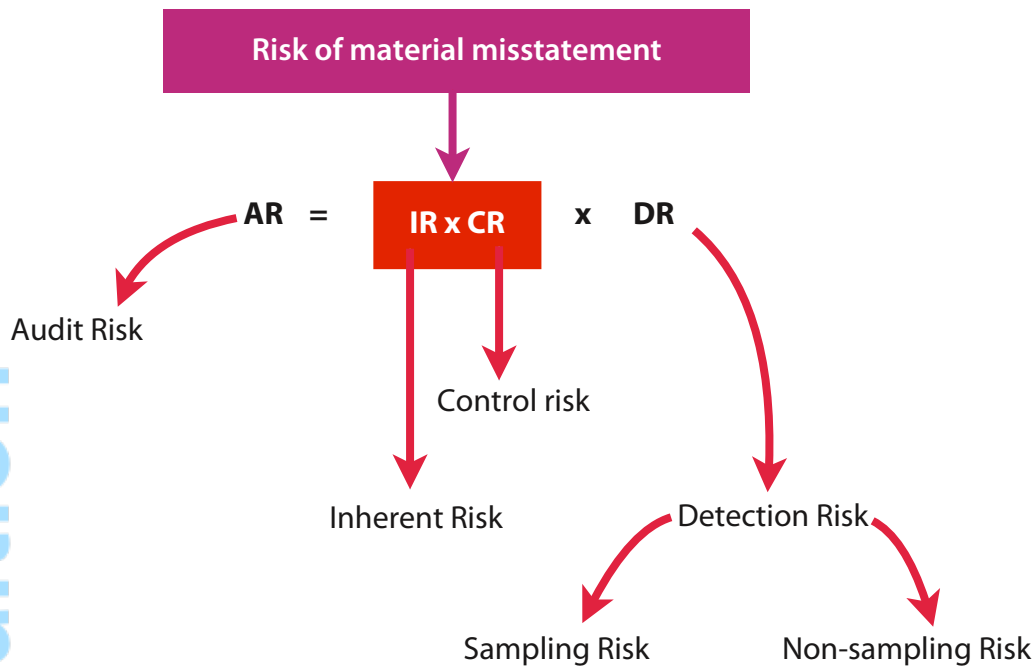 Risk of material misstatement
AR = IR x CR x DR
Audit Risk
Control risk
Inherent Risk
Detection Risk
Sampling Risk
Non-sampling Risk